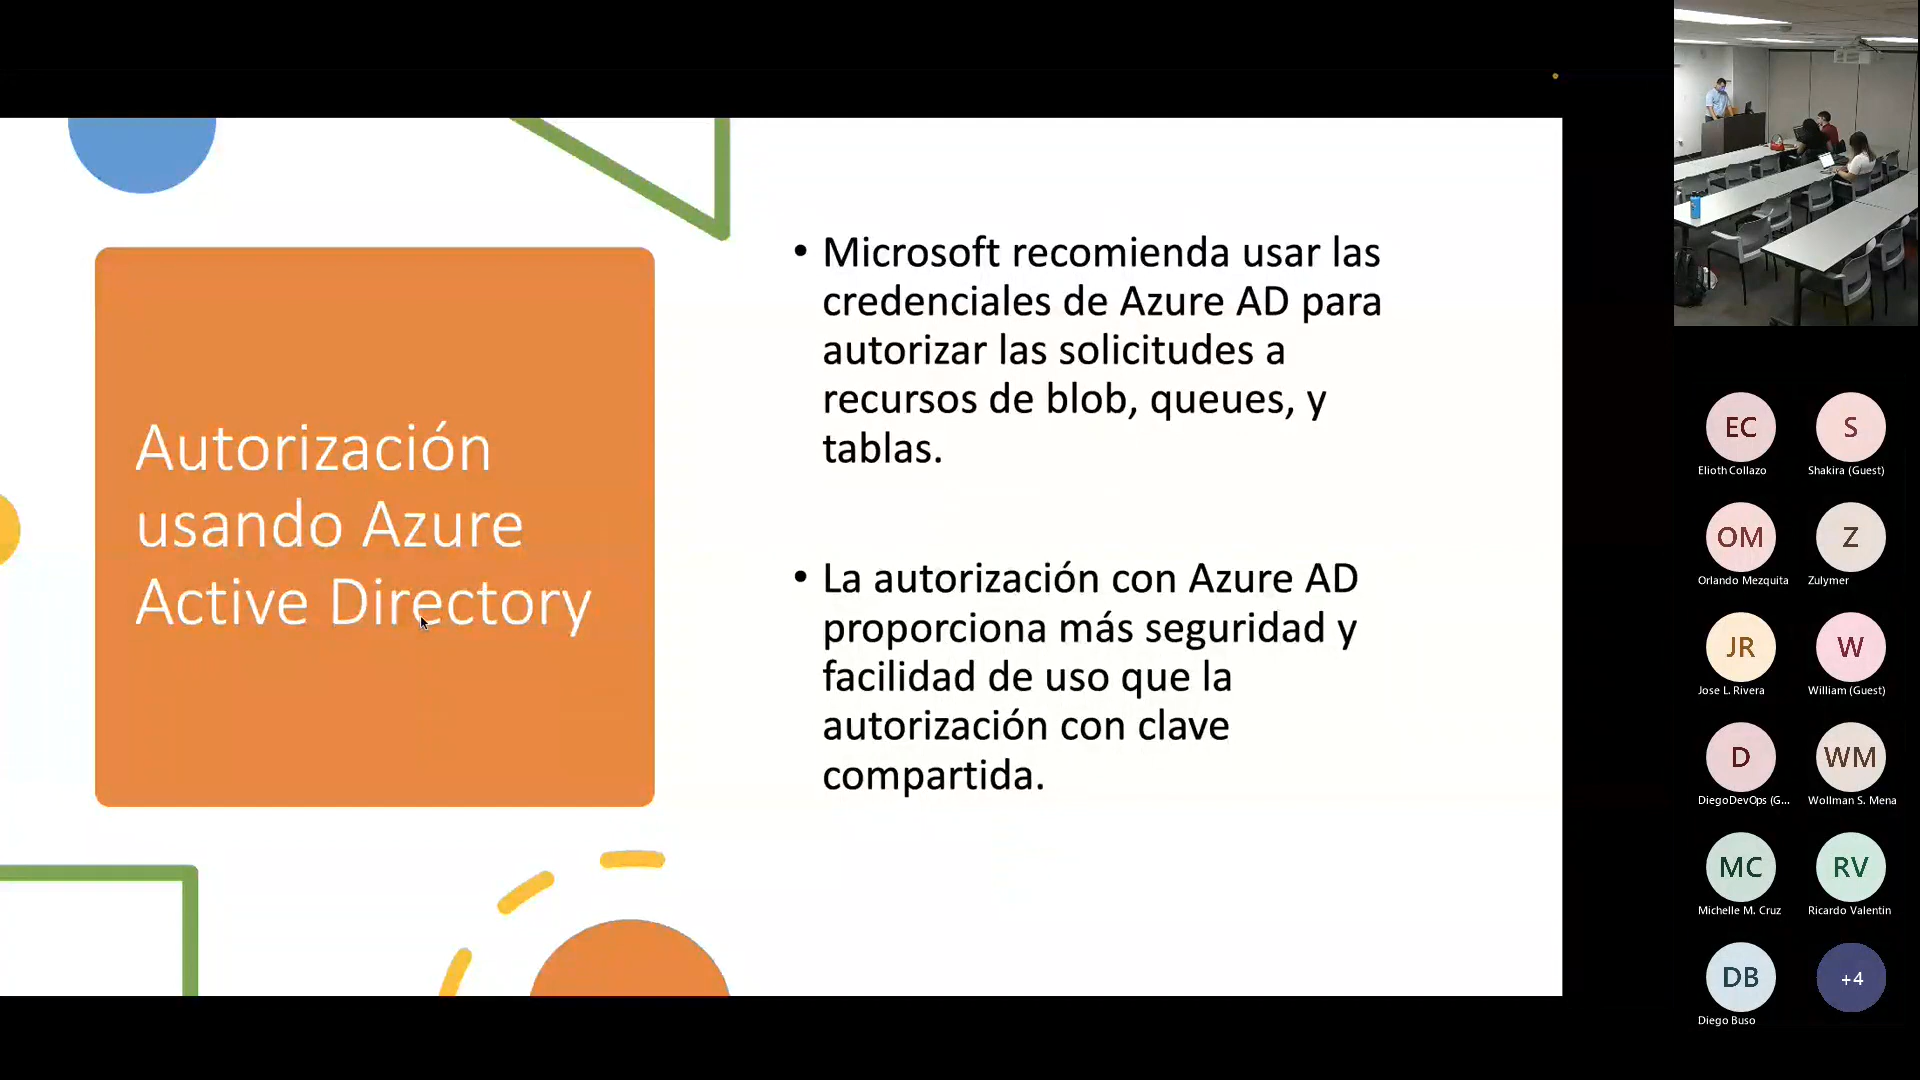 Autorización
usando Azure
Active Directory
• Microsoft recomienda usar las
credenciales de Azure AD para
autorizar las solicitudes a
recursos de blob, queues, y
tablas.
• La autorización con Azure AD
proporciona más seguridad y
facilidad de uso que la
autorización con clave
compartida.
EC
Elioth Collazo
S
Shakira (Guest)
OM
Orlando Mezquita
Z
Zulymer
JR
Jose L. Rivera
W
William (Guest)
D
DiegoDevOps (G...
WM
Wollman S. Mena
MC
Michelle M. Cruz
RV
Ricardo Valentin
DB
Diego Buso
+4